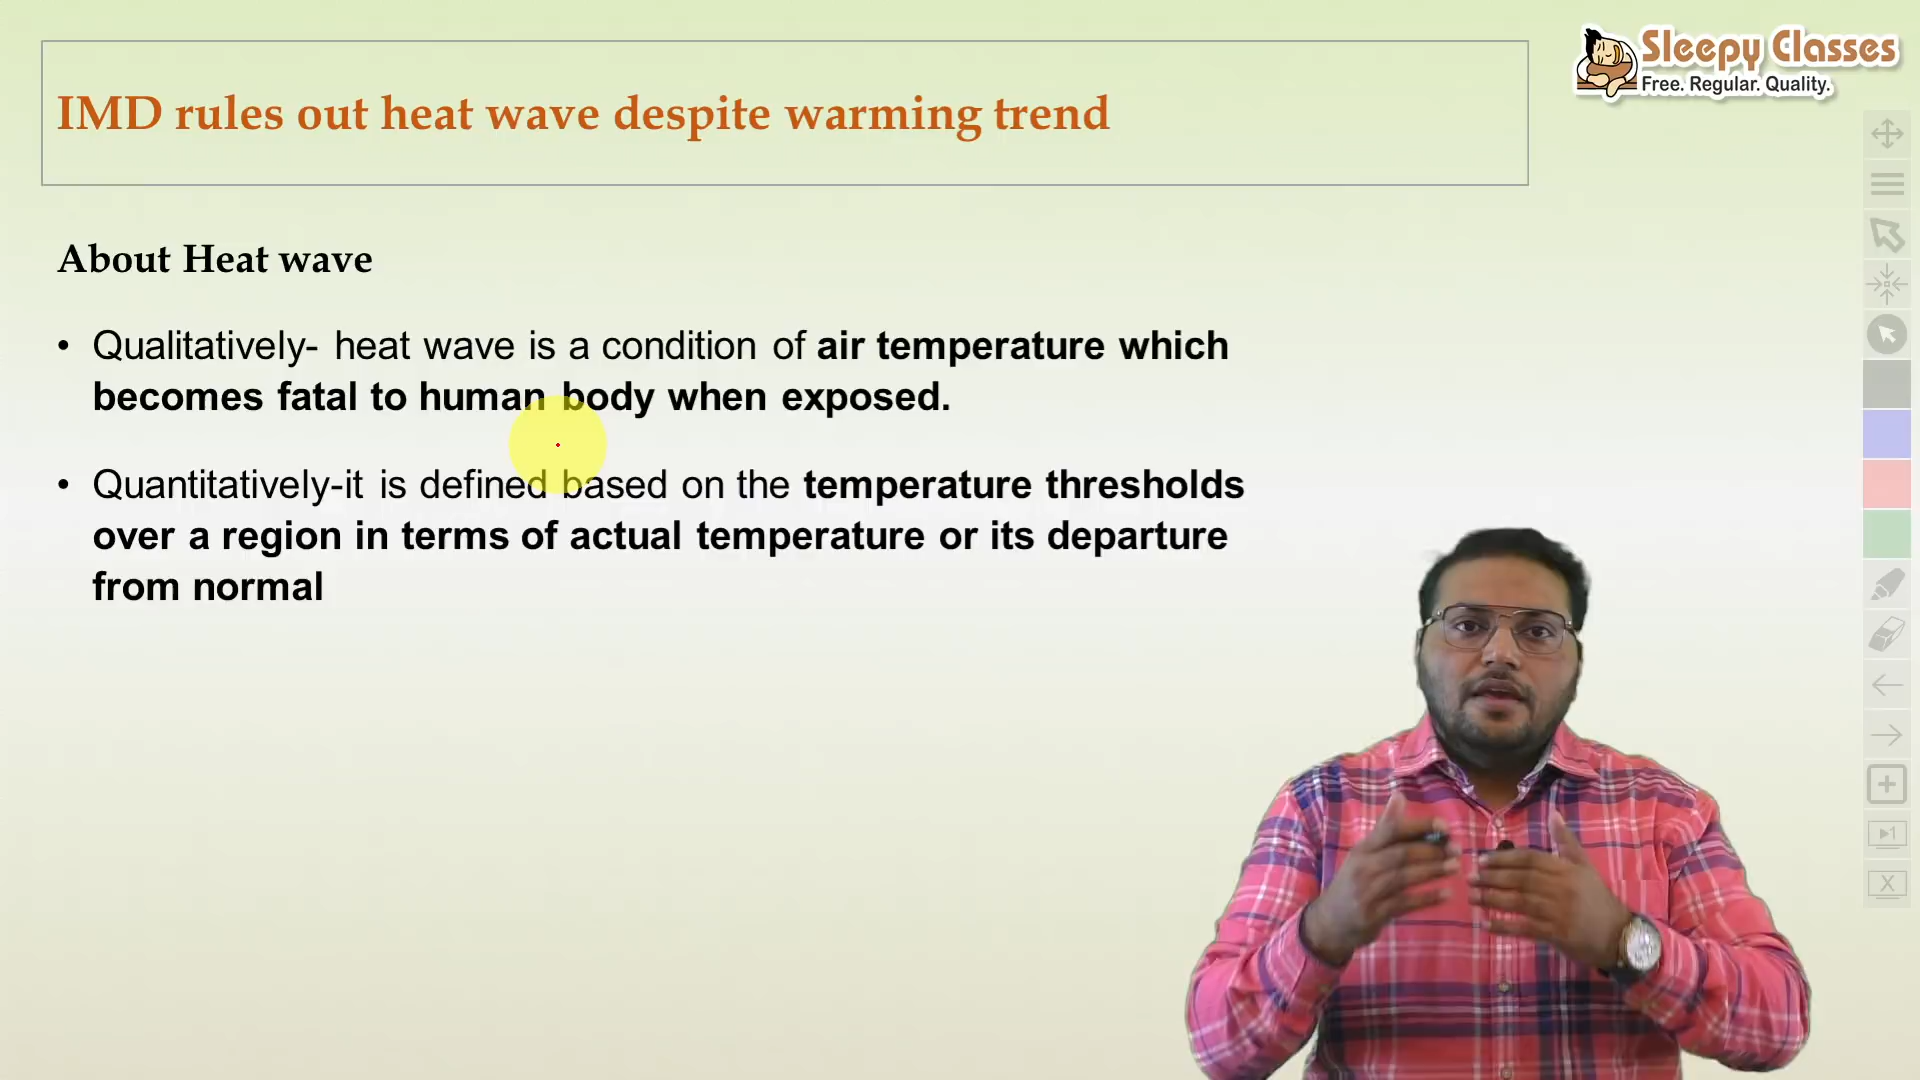 Sleepy Classes
Free. Regular. Quality.
IMD rules out heat wave despite warming trend
About Heat wave
• Qualitatively- heat wave is a condition of air temperature which
becomes fatal to human body when exposed.
• Quantitatively-it is defined based on the temperature thresholds
over a region in terms of actual temperature or its departure
from normal